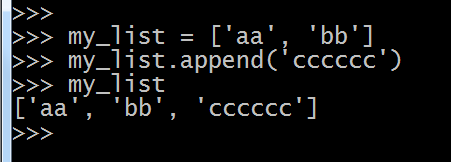 >>>
>>> my_list = ['aa', 'bb']
>>> my_list.append('cccccc')
>>> my_list
['aa', 'bb', 'cccccc']
>>>